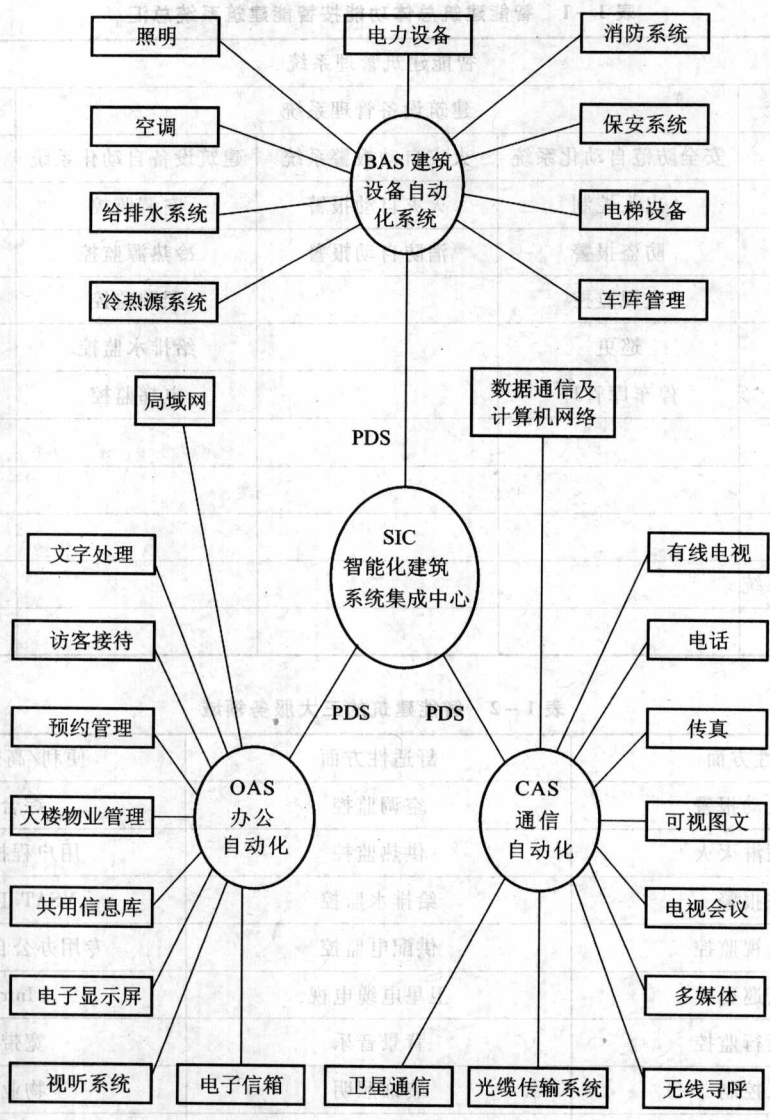 照明
电力设备
消防系统
空调
保安系统
BAS 建筑
设备自动
化系统
给排水系统
电梯设备
冷热源系统
车库管理
局域网
数据通信及
计算机网络
PDS
SIC
智能化建筑
系统集成中心
文字处理
有线电视
访客接待
电话
预约管理
PDS
PDS
传真
OAS
办公
自动化
CAS
通信
自动化
大楼物业管理
可视图文
共用信息库
电视会议
电子显示屏
多媒体
视听系统
电子信箱
卫星通信
光缆传输系统
无线寻呼